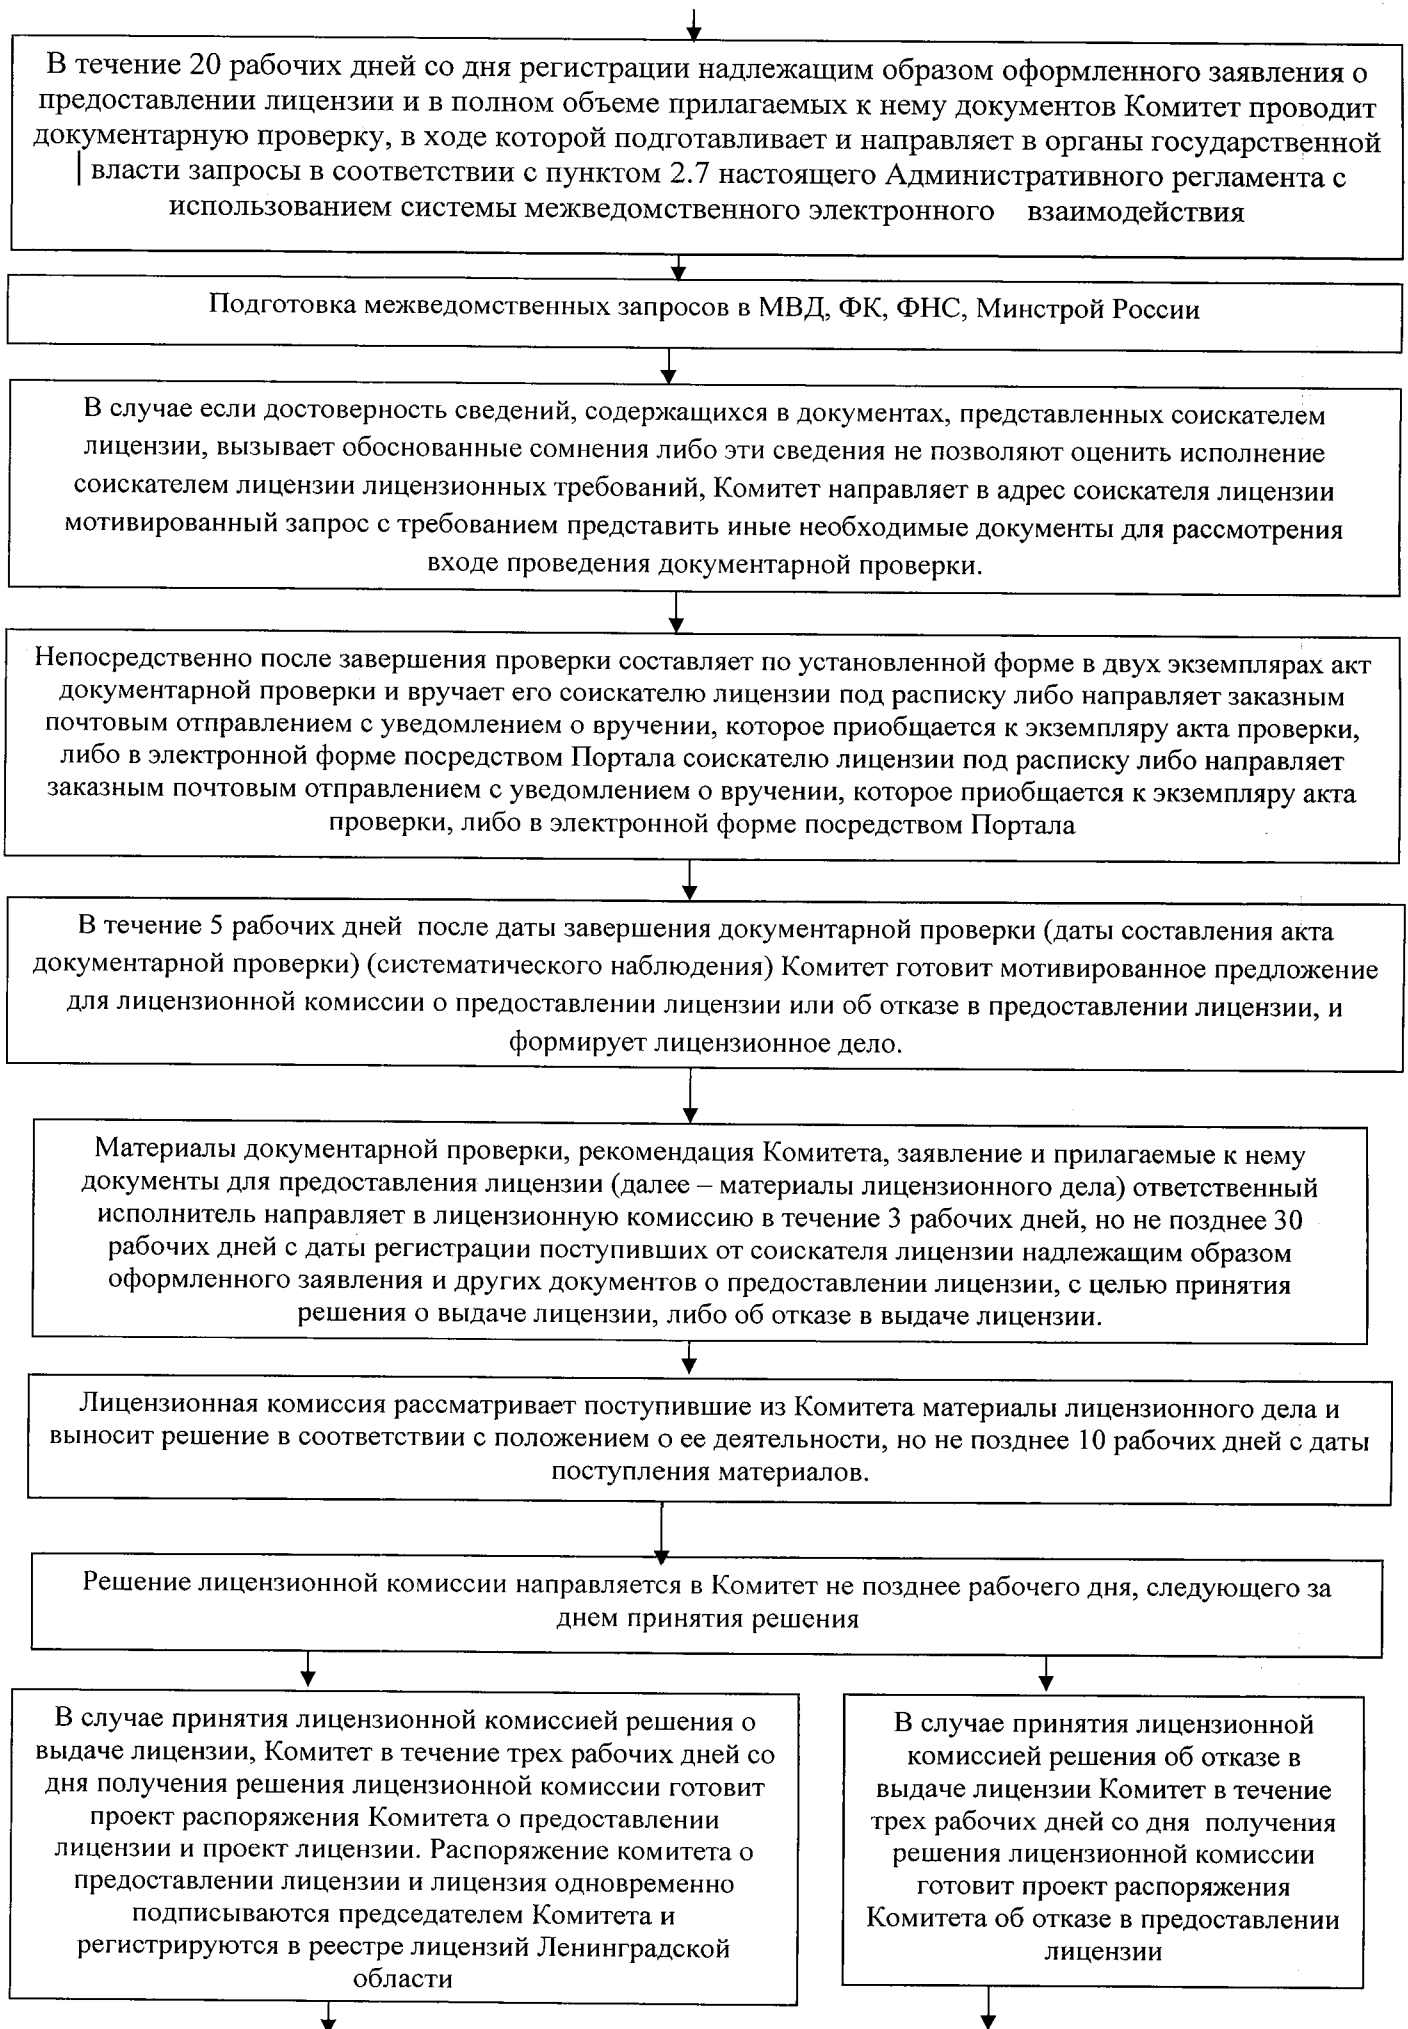 В течение 20 рабочих дней со дня регистрации надлежащим образом оформленного заявления о
предоставлении лицензии и в полном объеме прилагаемых к нему документов Комитет проводит
документарную проверку, в ходе которой подготавливает и направляет в органы государственной
власти запросы в соответствии с пунктом 2.7 настоящего Административного регламента с
использованием системы межведомственного электронного взаимодействия
Подготовка межведомственных запросов в МВД, ФК, ФНС, Минстрой России
В случае если достоверность сведений, содержащихся в документах, представленных соискателем
лицензии, вызывает обоснованные сомнения либо эти сведения не позволяют оценить исполнение
соискателем лицензии лицензионных требований, Комитет направляет в адрес соискателя лицензии
мотивированный запрос с требованием представить иные необходимые документы для рассмотрения
входе проведения документарной проверки.
Непосредственно после завершения проверки составляет по установленной форме в двух экземплярах акт
документарной проверки и вручает его соискателю лицензии под расписку либо направляет заказным
почтовым отправлением с уведомлением о вручении, которое приобщается к экземпляру акта проверки,
либо в электронной форме посредством Портала соискателю лицензии под расписку либо направляет
заказным почтовым отправлением с уведомлением о вручении, которое приобщается к экземпляру акта
проверки, либо в электронной форме посредством Портала
В течение 5 рабочих дней после даты завершения документарной проверки (даты составления акта
документарной проверки) (систематического наблюдения) Комитет готовит мотивированное предложение
для лицензионной комиссии о предоставлении лицензии или об отказе в предоставлении лицензии, и
формирует лицензионное дело.
Материалы документарной проверки, рекомендация Комитета, заявление и прилагаемые к нему
документы для предоставления лицензии (далее – материалы лицензионного дела) ответственный
исполнитель направляет в лицензионную комиссию в течение 3 рабочих дней, но не позднее 30
рабочих дней с даты регистрации поступивших от соискателя лицензии надлежащим образом
оформленного заявления и других документов о предоставлении лицензии, с целью принятия
решения о выдаче лицензии, либо об отказе в выдаче лицензии.
Лицензионная комиссия рассматривает поступившие из Комитета материалы лицензионного дела и
выносит решение в соответствии с положением о ее деятельности, но не позднее 10 рабочих дней с даты
поступления материалов.
Решение лицензионной комиссии направляется в Комитет не позднее рабочего дня, следующего за
днем принятия решения
В случае принятия лицензионной комиссией решения о
выдаче лицензии, Комитет в течение трех рабочих дней со
дня получения решения лицензионной комиссии готовит
проект распоряжения Комитета о предоставлении
лицензии и проект лицензии. Распоряжение комитета о
предоставлении лицензии и лицензия одновременно
подписываются председателем Комитета и
регистрируются в реестре лицензий Ленинградской
области
В случае принятия лицензионной
комиссией решения об отказе в
выдаче лицензии Комитет в течение
трех рабочих дней со дня получения
решения лицензионной комиссии
готовит проект распоряжения
Комитета об отказе в предоставлении
лицензии